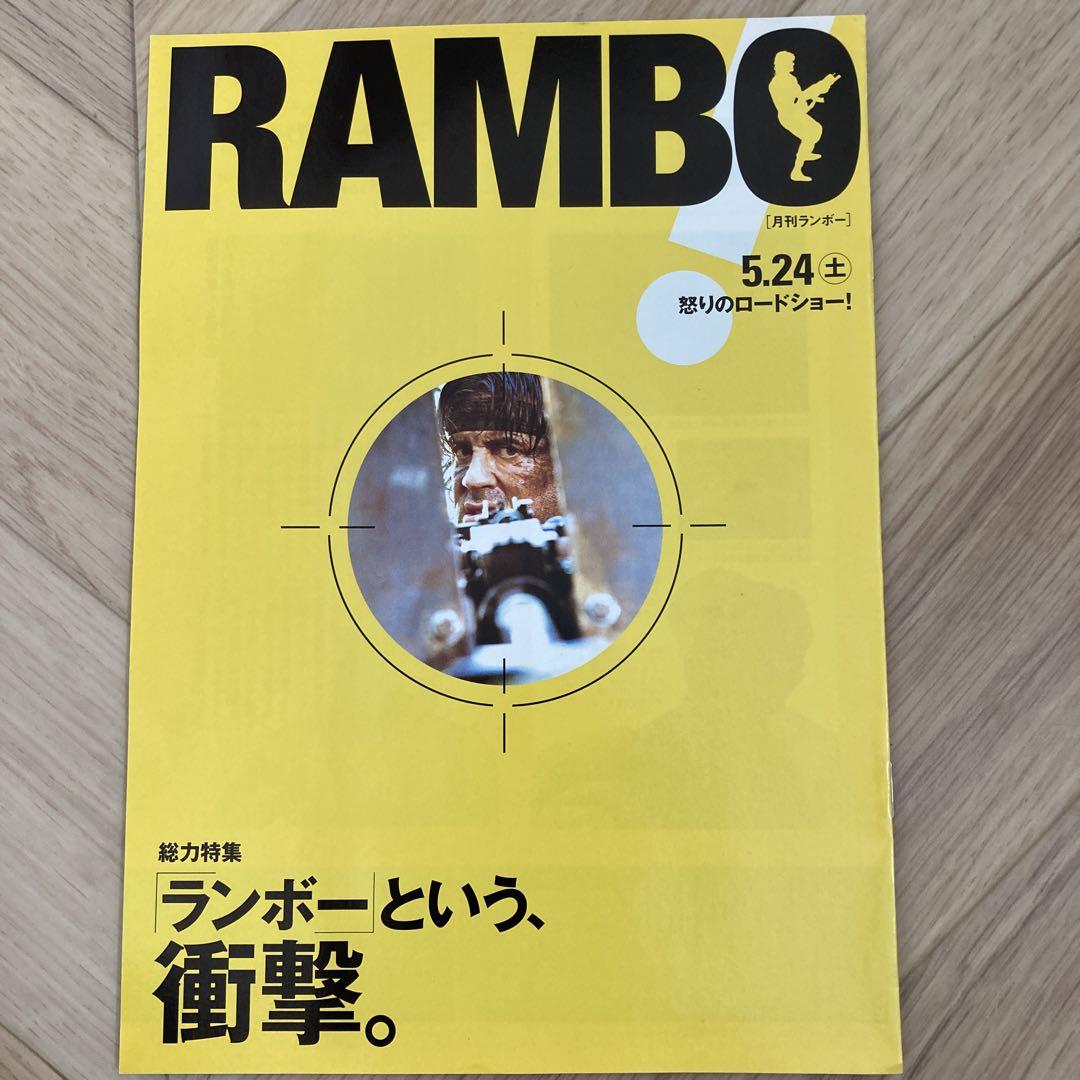 RAMBO
[月刊ランボー]
5.24㊏
怒りのロードショー!
総力特集
「ランボー」という、
衝撃。